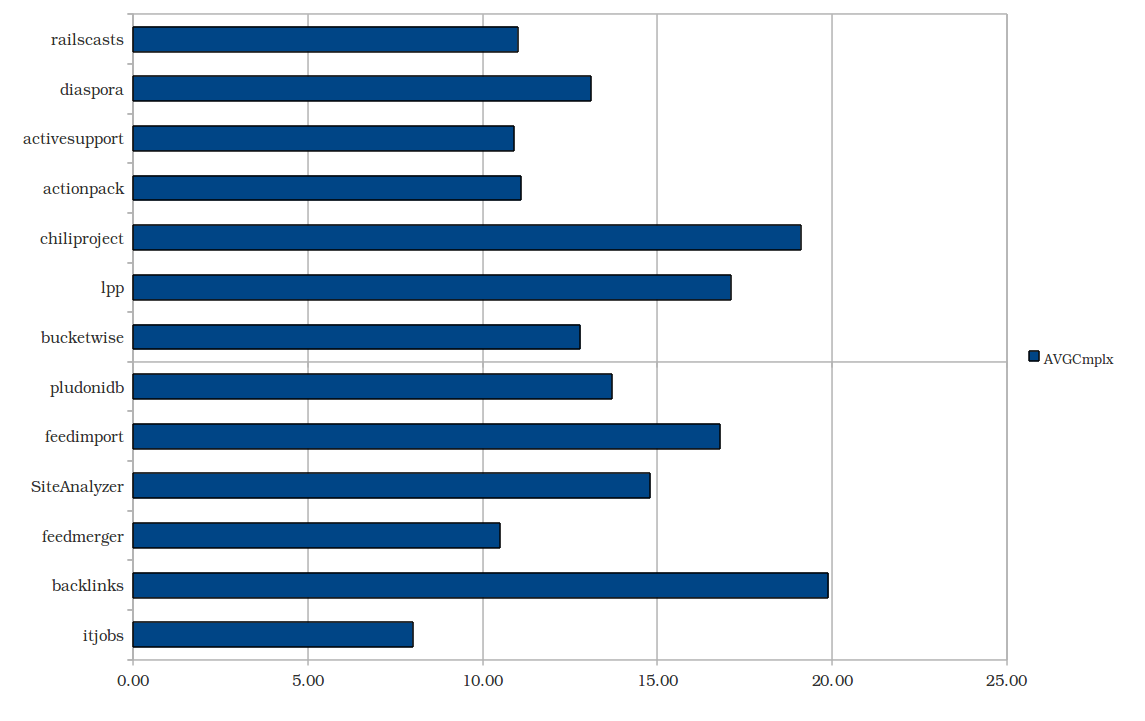 railscasts
diaspora
activesupport
actionpack
chiliproject
lpp
bucketwise
pludonidb
feedimport
SiteAnalyzer
feedmerger
backlinks
itjobs
0.00 5.00 10.00 15.00 20.00 25.00
AVGCmplx